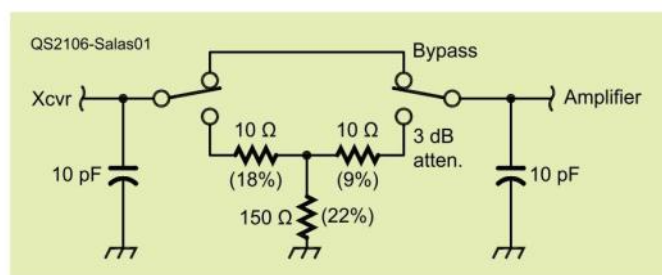 QS2106-Salas01
Bypass
Xcvr
Amplifier
10 Ω
10 Ω
3 dB
atten.
10 pF
(18%)
(9%)
10 pF
150 Ω
(22%)